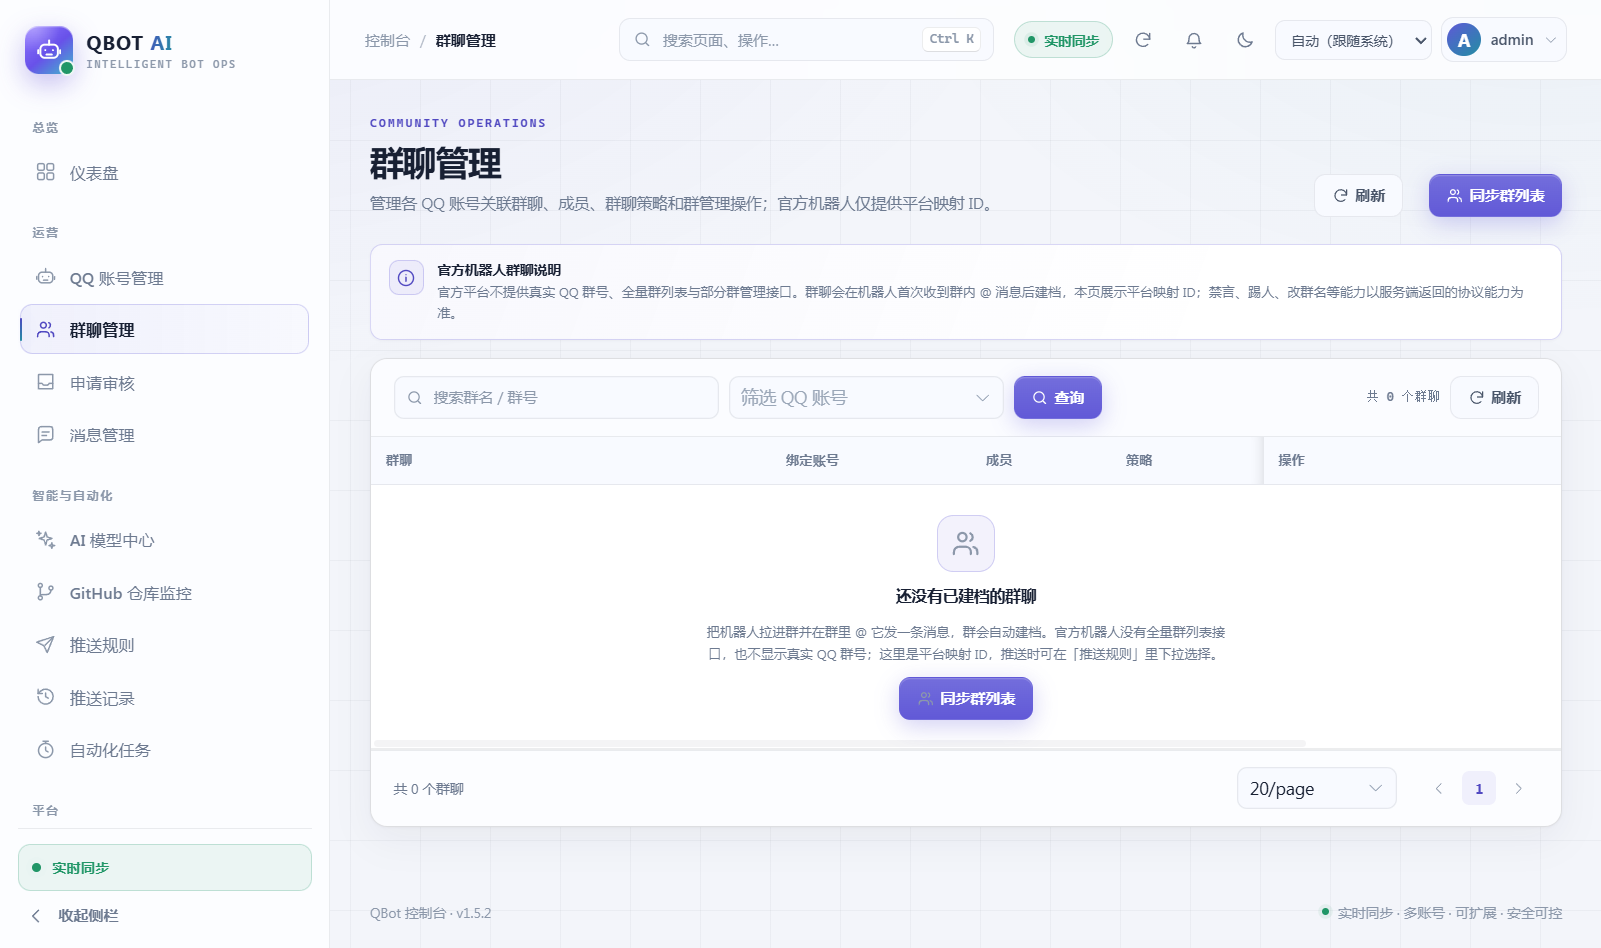 QBOT AI
INTELLIGENT BOT OPS
总览
仪表盘
运营
QQ 账号管理
群聊管理
申请审核
消息管理
智能与自动化
AI 模型中心
GitHub 仓库监控
推送规则
推送记录
自动化任务
平台
实时同步
收起侧栏
控制台 / 群聊管理
搜索页面、操作...
Ctrl K
实时同步
自动（跟随系统）
A
admin
COMMUNITY OPERATIONS
群聊管理
管理各 QQ 账号关联群聊、成员、群聊策略和群管理操作；官方机器人仅提供平台映射 ID。
刷新
同步群列表
官方机器人群聊说明
官方平台不提供真实 QQ 群号、全量群列表与部分群管理接口。群聊会在机器人首次收到群内 @ 消息后建档，本页展示平台映射 ID；禁言、踢人、改群名等能力以服务端返回的协议能力为
准。
搜索群名 / 群号
筛选 QQ 账号
查询
共 0 个群聊
刷新
群聊
绑定账号
成员
策略
操作
还没有已建档的群聊
把机器人拉进群并在群里 @ 它发一条消息，群会自动建档。官方机器人没有全量群列表接
口，也不显示真实 QQ 群号；这里是平台映射 ID，推送时可在「推送规则」里下拉选择。
同步群列表
共 0 个群聊
20/page
1
QBot 控制台 · v1.5.2
实时同步 · 多账号 · 可扩展 · 安全可控